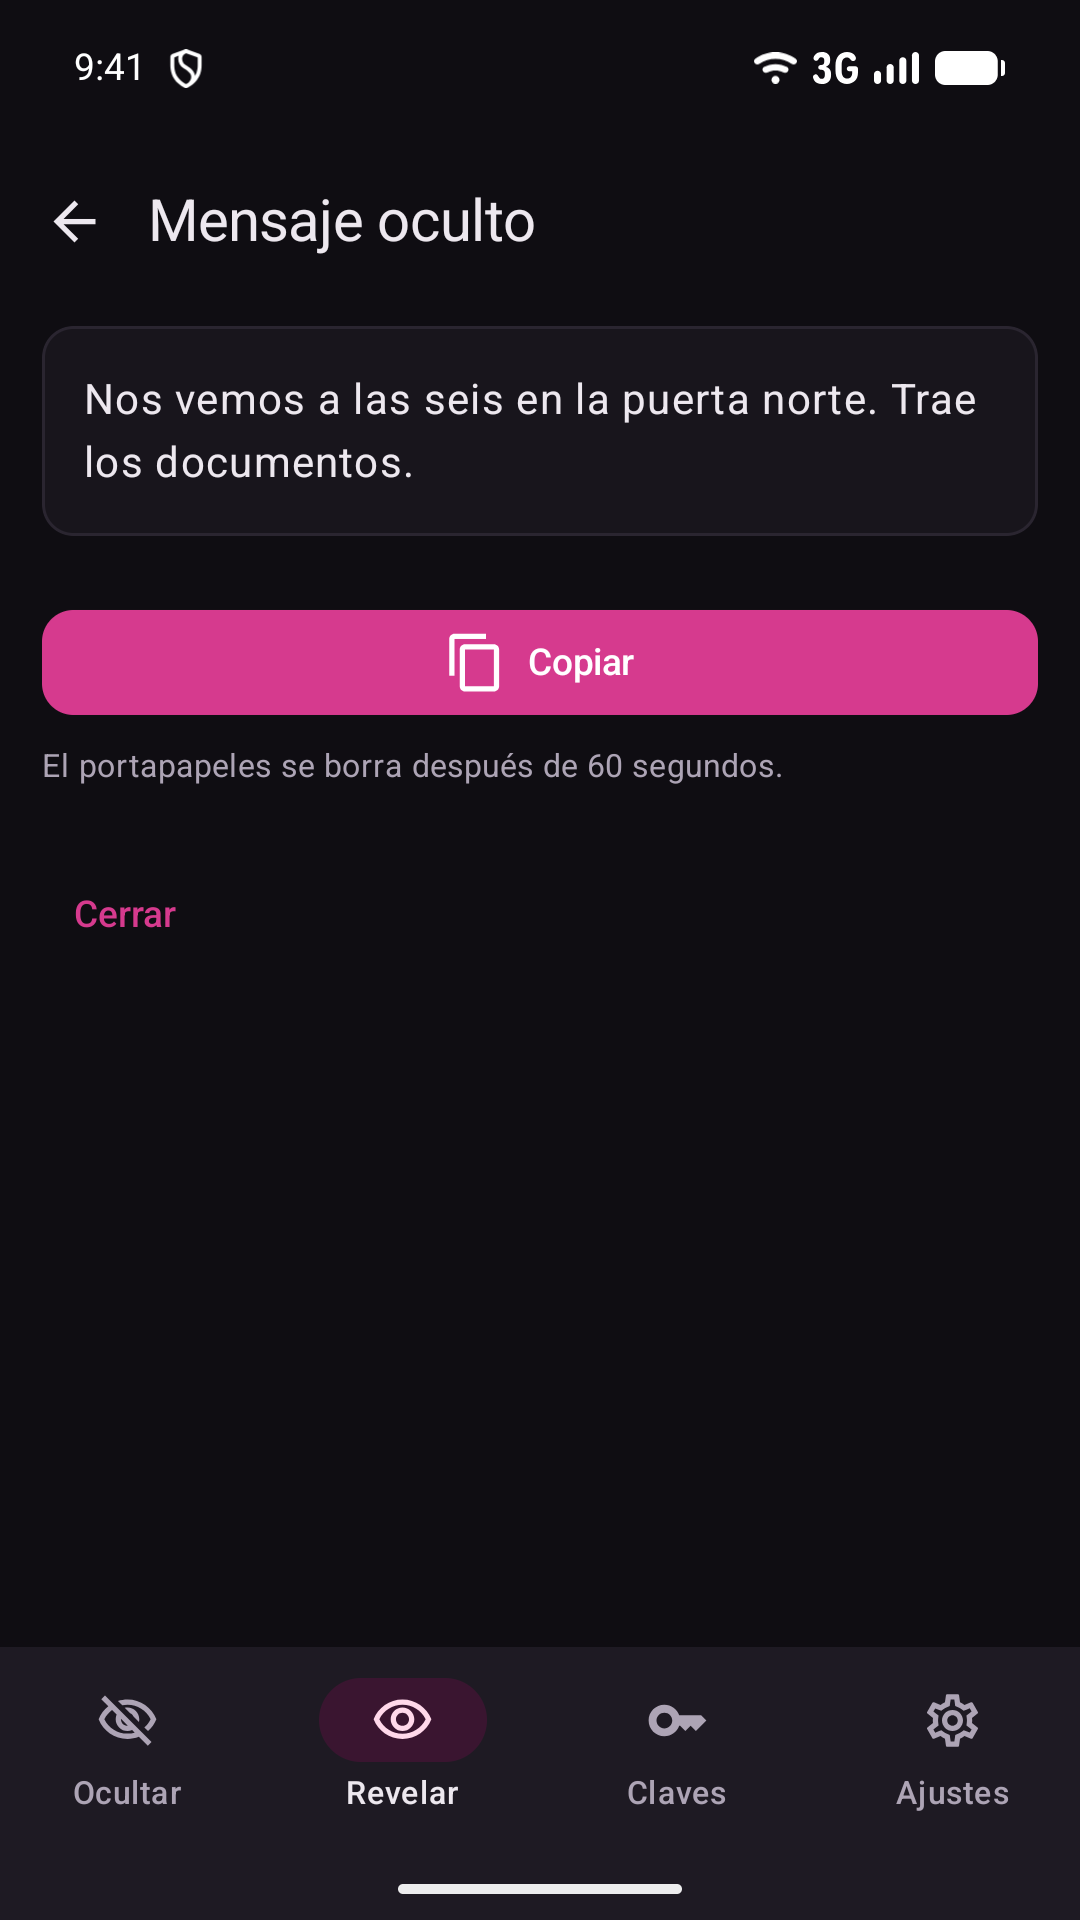 9:41 3G
Mensaje oculto
Nos vemos a las seis en la puerta norte. Trae
los documentos.
Copiar
El portapapeles se borra después de 60 segundos.
Cerrar
Ocultar Revelar Claves Ajustes